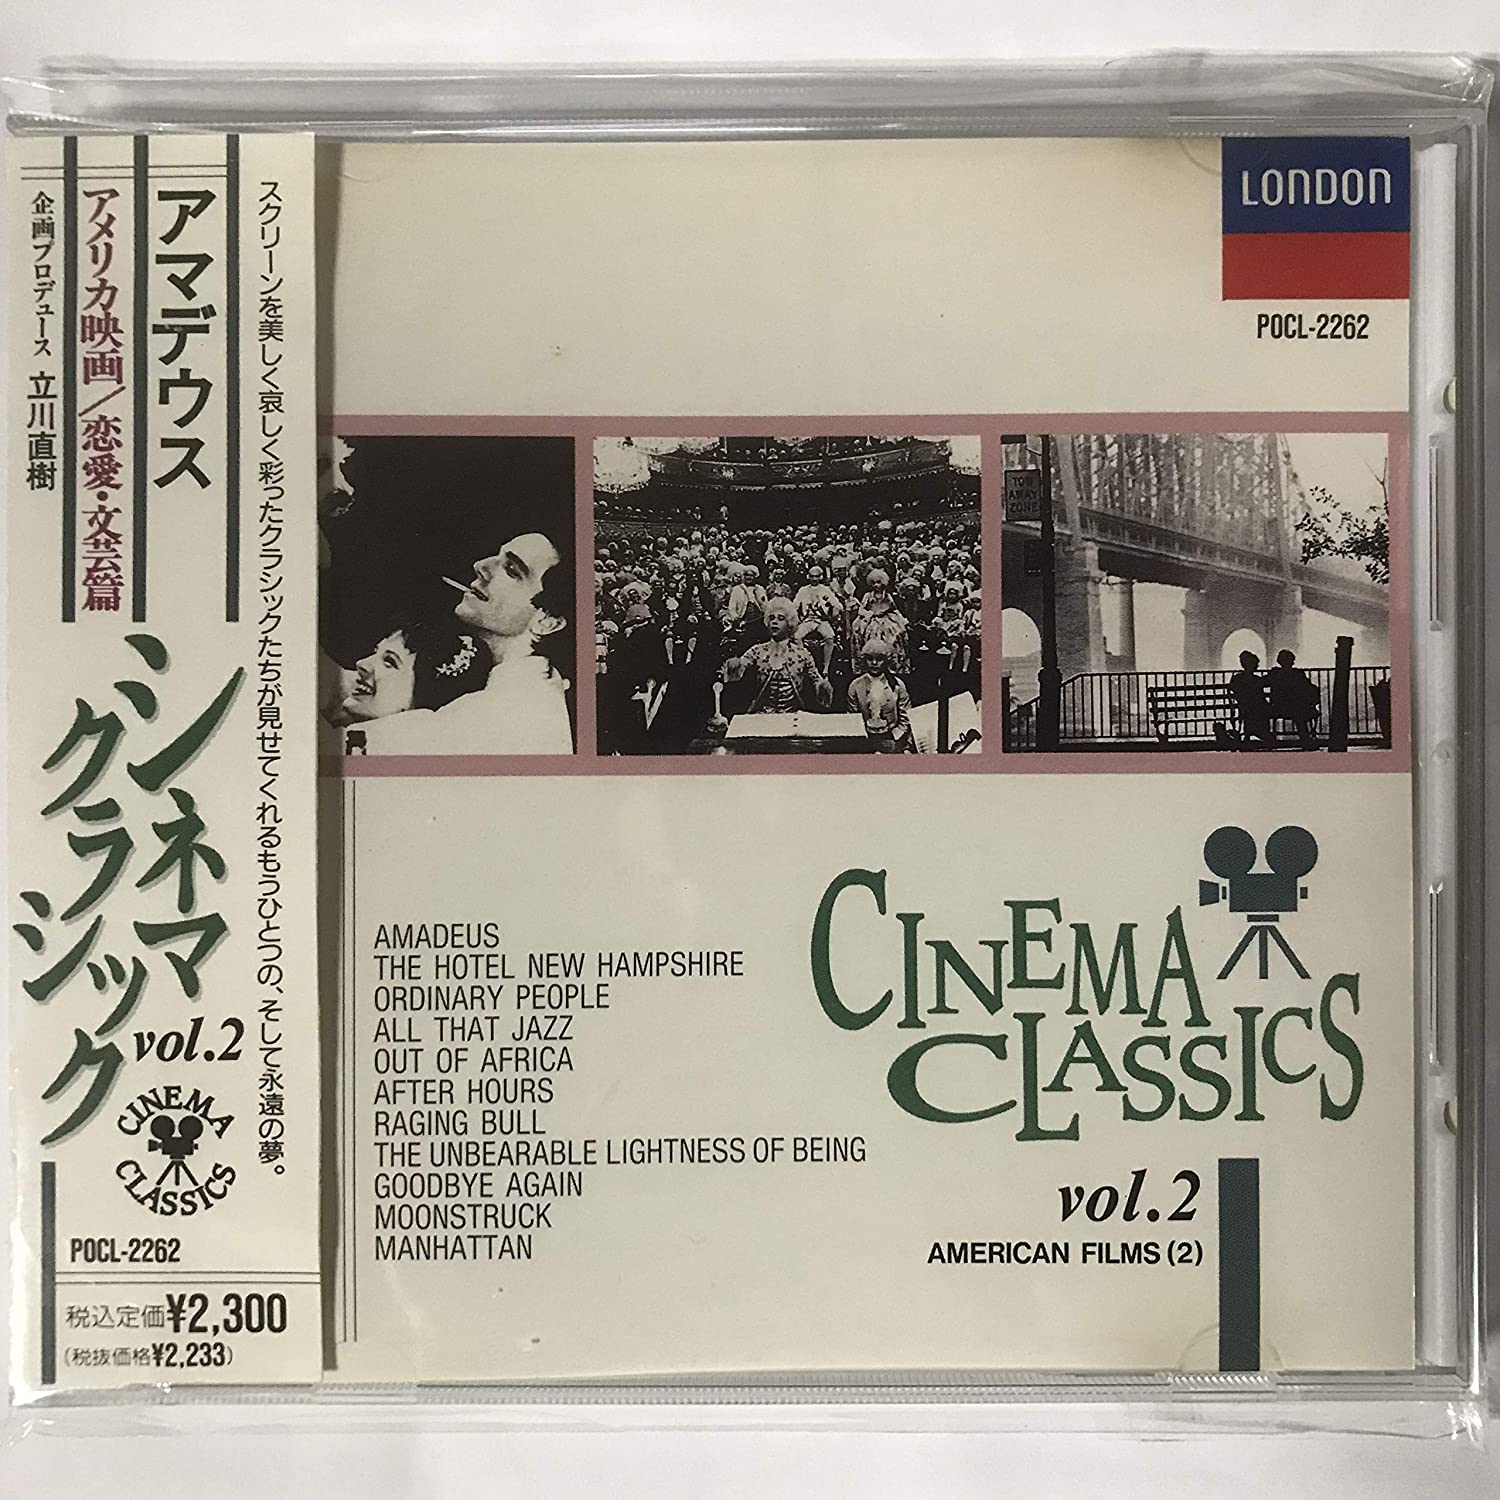 スクリーンを美しく哀しく彩ったクラシックたちが見せてくれるもうひとつの、そして永遠の夢。
アマデウス
アメリカ映画/恋愛・文芸篇
企画プロデュース 立川直樹
シネマ
クラシック
vol.2
CINEMA
CLASSICS
POCL-2262
税込定価¥2,300
(税抜価格¥2,233)
LONDON
POCL-2262
TOW
AWAY
ZONE
AMADEUS
THE HOTEL NEW HAMPSHIRE
ORDINARY PEOPLE
ALL THAT JAZZ
OUT OF AFRICA
AFTER HOURS
RAGING BULL
THE UNBEARABLE LIGHTNESS OF BEING
GOODBYE AGAIN
MOONSTRUCK
MANHATTAN
CINEMA
CLASSICS
vol.2
AMERICAN FILMS (2)